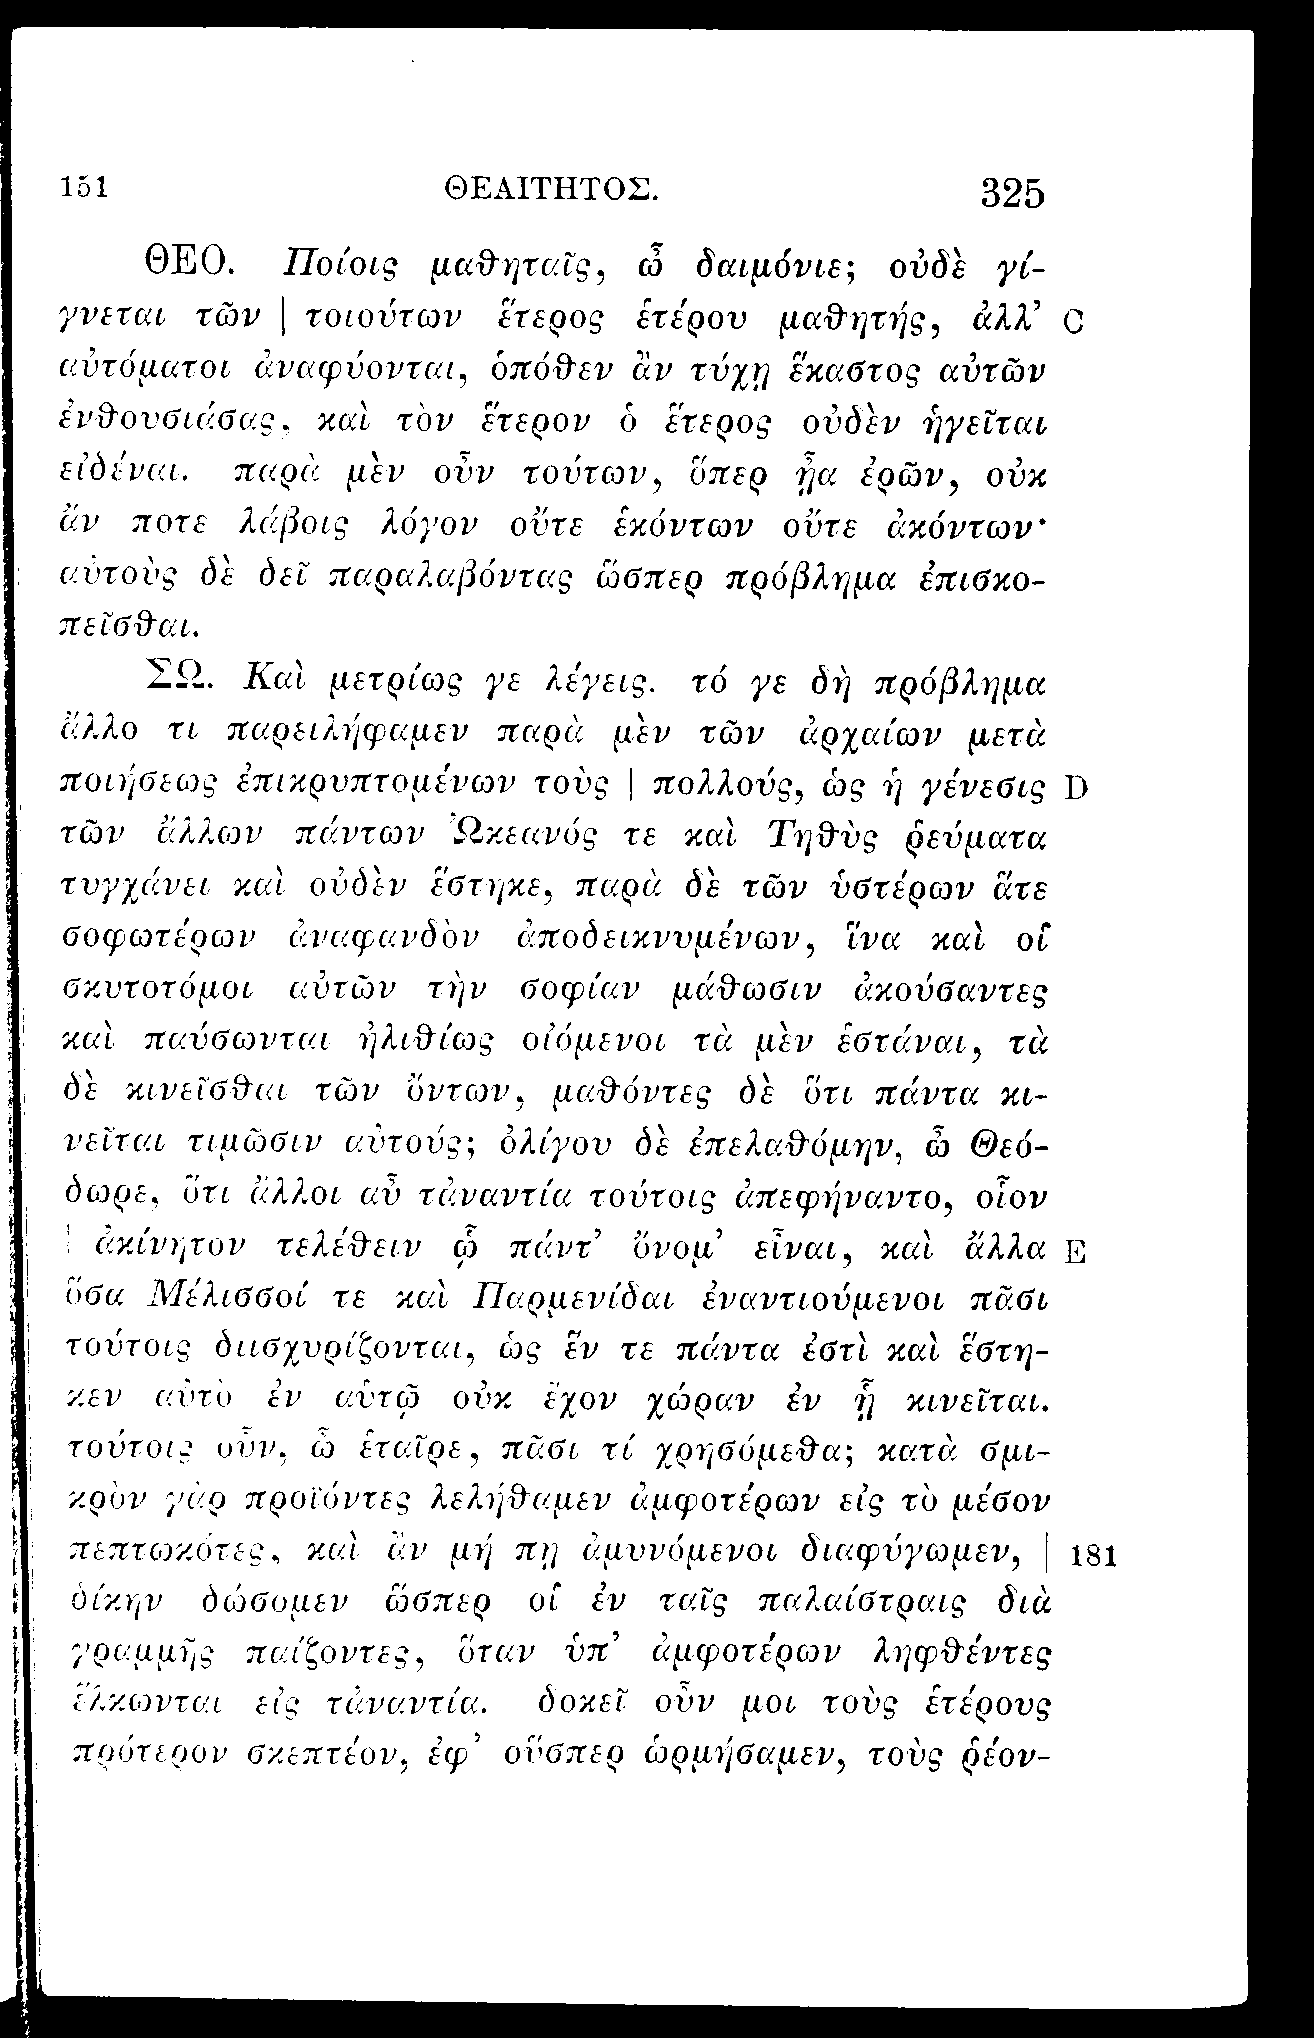 151 ΘΕΑΙΤΗΤΟΣ. 325
ΘΕΟ. Ποίοις μαθηταῖς, ὦ δαιμόνιε; οὐδὲ γί-
γνεται τῶν | τοιούτων ἕτερος ἑτέρου μαθητής, ἀλλ’ C
αὐτόματοι ἀναφύονται, ὁπόθεν ἂν τύχῃ ἕκαστος αὐτῶν
ἐνθουσιάσας, καὶ τὸν ἕτερον ὁ ἕτερος οὐδὲν ἡγεῖται
εἰδέναι. παρὰ μὲν οὖν τούτων, ὅπερ ᾖα ἐρῶν, οὐκ
ἄν ποτε λάβοις λόγον οὔτε ἑκόντων οὔτε ἀκόντων·
αὐτοὺς δὲ δεῖ παραλαβόντας ὥσπερ πρόβλημα ἐπισκο-
πεῖσθαι.
ΣΩ. Καὶ μετρίως γε λέγεις. τό γε δὴ πρόβλημα
ἄλλο τι παρειλήφαμεν παρὰ μὲν τῶν ἀρχαίων μετὰ
ποιήσεως ἐπικρυπτομένων τοὺς | πολλούς, ὡς ἡ γένεσις D
τῶν ἄλλων πάντων Ὠκεανός τε καὶ Τηθὺς ῥεύματα
τυγχάνει καὶ οὐδὲν ἕστηκε, παρὰ δὲ τῶν ὑστέρων ἅτε
σοφωτέρων ἀναφανδὸν ἀποδεικνυμένων, ἵνα καὶ οἱ
σκυτοτόμοι αὐτῶν τὴν σοφίαν μάθωσιν ἀκούσαντες
καὶ παύσωνται ἠλιθίως οἰόμενοι τὰ μὲν ἑστάναι, τὰ
δὲ κινεῖσθαι τῶν ὄντων, μαθόντες δὲ ὅτι πάντα κι-
νεῖται τιμῶσιν αὐτούς; ὀλίγου δὲ ἐπελαθόμην, ὦ Θεό-
δωρε, ὅτι ἄλλοι αὖ τἀναντία τούτοις ἀπεφήναντο, οἷον
| ἀκίνητον τελέθειν ᾧ πάντ’ ὄνομ’ εἶναι, καὶ ἄλλα E
ὅσα Μέλισσοί τε καὶ Παρμενίδαι ἐναντιούμενοι πᾶσι
τούτοις διισχυρίζονται, ὡς ἕν τε πάντα ἐστὶ καὶ ἕστη-
κεν αὐτὸ ἐν αὑτῷ οὐκ ἔχον χώραν ἐν ᾗ κινεῖται.
τούτοις οὖν, ὦ ἑταῖρε, πᾶσι τί χρησόμεθα; κατὰ σμι-
κρὸν γὰρ προϊόντες λελήθαμεν ἀμφοτέρων εἰς τὸ μέσον
πεπτωκότες, καὶ ἂν μή πῃ ἀμυνόμενοι διαφύγωμεν, | 181
δίκην δώσομεν ὥσπερ οἱ ἐν ταῖς παλαίστραις διὰ
γραμμῆς παίζοντες, ὅταν ὑπ’ ἀμφοτέρων ληφθέντες
ἕλκωνται εἰς τἀναντία. δοκεῖ οὖν μοι τοὺς ἑτέρους
πρότερον σκεπτέον, ἐφ’ οὕσπερ ὡρμήσαμεν, τοὺς ῥέον-